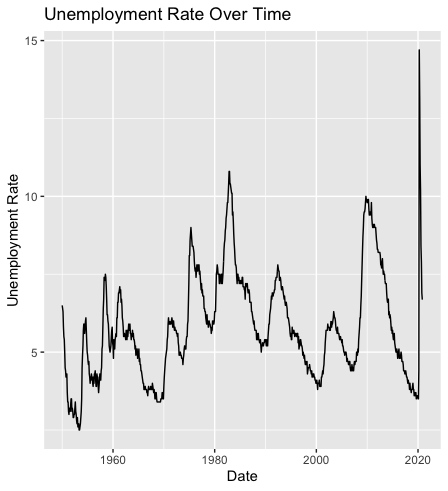 Unemployment Rate Over Time
15
10
5
Unemployment Rate
1960 1980 2000 2020
Date